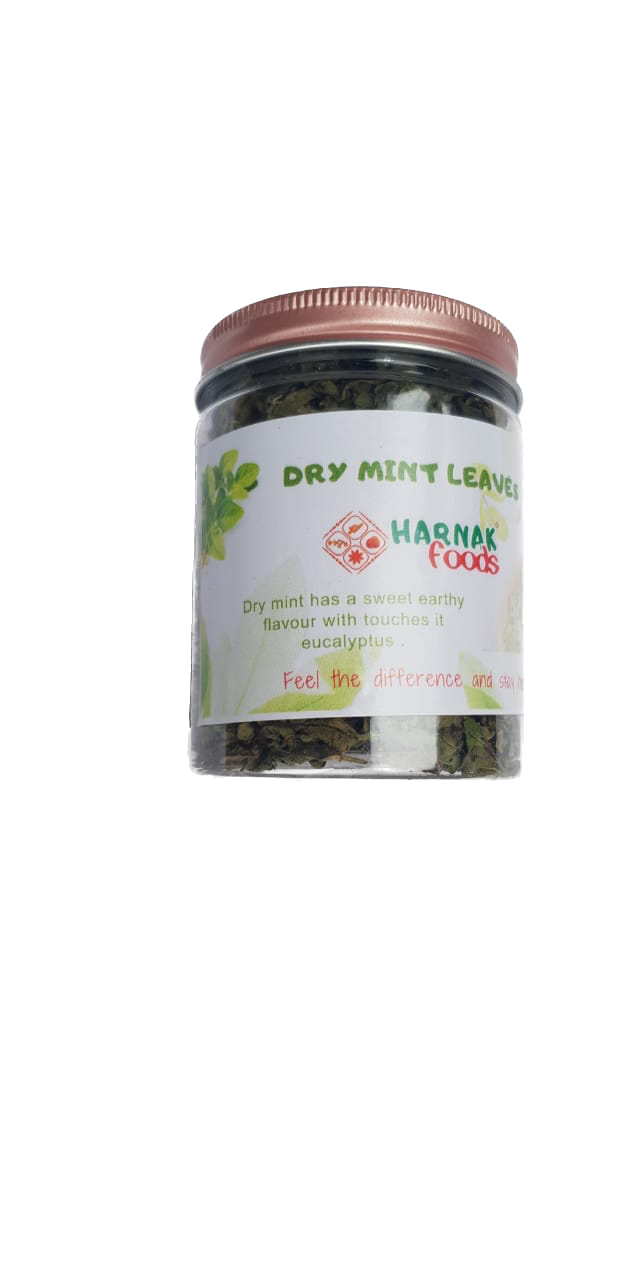 DRY MINT LEAVES
HARNAK
foods
Dry mint has a sweet earthy
flavour with touches it
eucalyptus .
Feel the difference and stay